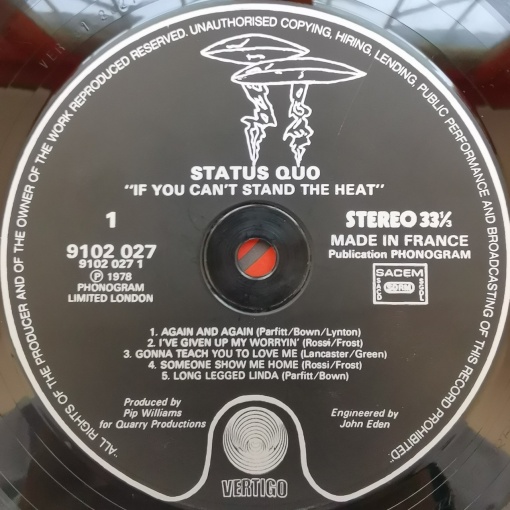 "ALL RIGHTS OF THE PRODUCER AND OF THE OWNER OF THE WORK REPRODUCED RESERVED. UNAUTHORISED COPYING, HIRING, LENDING, PUBLIC PERFORMANCE AND BROADCASTING OF THIS RECORD PROHIBITED."
STATUS QUO
"IF YOU CAN'T STAND THE HEAT"
1
9102 027
9102 027 1
Ⓟ 1978
PHONOGRAM
LIMITED LONDON
STEREO 33⅓
MADE IN FRANCE
Publication PHONOGRAM
SACEM
SACD
SDRM
SCGL
1. AGAIN AND AGAIN (Parfitt/Bown/Lynton)
2. I'VE GIVEN UP MY WORRYIN' (Rossi/Frost)
3. GONNA TEACH YOU TO LOVE ME (Lancaster/Green)
4. SOMEONE SHOW ME HOME (Rossi/Frost)
5. LONG LEGGED LINDA (Parfitt/Bown)
Produced by
Pip Williams
for Quarry Productions
Engineered by
John Eden
VERTIGO